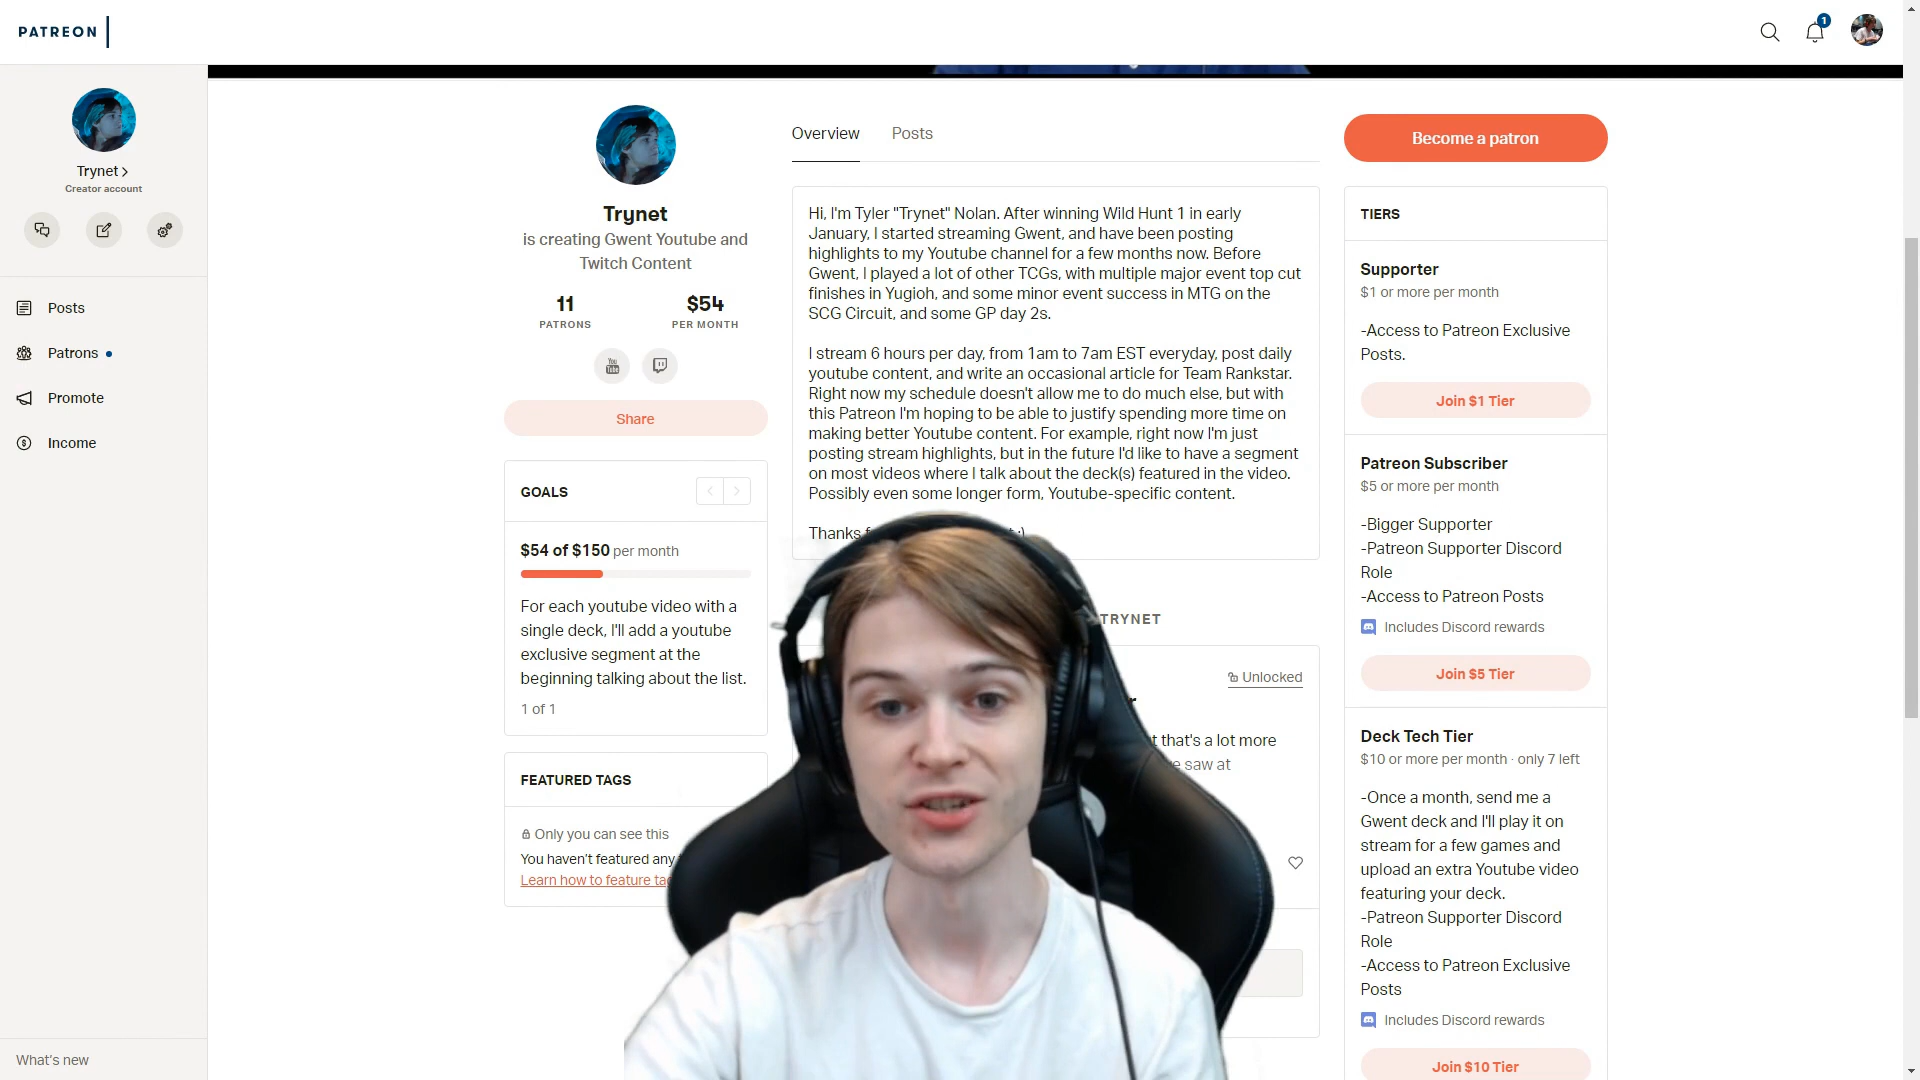 PATREON
1
Trynet
Creator account
Posts
Patrons
Promote
Income
What's new
Trynet
is creating Gwent Youtube and
Twitch Content
11
PATRONS
$54
PER MONTH
You
Tube
Share
GOALS
$54 of $150 per month
For each youtube video with a
single deck, I'll add a youtube
exclusive segment at the
beginning talking about the list.
1 of 1
FEATURED TAGS
Only you can see this
You haven't featured any
Learn how to feature
Overview
Posts
Hi, I'm Tyler "Trynet" Nolan. After winning Wild Hunt 1 in early
January, I started streaming Gwent, and have been posting
highlights to my Youtube channel for a few months now. Before
Gwent, I played a lot of other TCGs, with multiple major event top cut
finishes in Yugioh, and some minor event success in MTG on the
SCG Circuit, and some GP day 2s.
I stream 6 hours per day, from 1am to 7am EST everyday, post daily
youtube content, and write an occasional article for Team Rankstar.
Right now my schedule doesn't allow me to do much else, but with
this Patreon I'm hoping to be able to justify spending more time on
making better Youtube content. For example, right now I'm just
posting stream highlights, but in the future I'd like to have a segment
on most videos where I talk about the deck(s) featured in the video.
Possibly even some longer form, Youtube-specific content.
Thanks :)
TRYNET
Unlocked
that's a lot more
saw at
Become a patron
TIERS
Supporter
$1 or more per month
-Access to Patreon Exclusive
Posts.
Join $1 Tier
Patreon Subscriber
$5 or more per month
-Bigger Supporter
-Patreon Supporter Discord
Role
-Access to Patreon Posts
Includes Discord rewards
Join $5 Tier
Deck Tech Tier
$10 or more per month · only 7 left
-Once a month, send me a
Gwent deck and I'll play it on
stream for a few games and
upload an extra Youtube video
featuring your deck.
-Patreon Supporter Discord
Role
-Access to Patreon Exclusive
Posts
Includes Discord rewards
Join $10 Tier